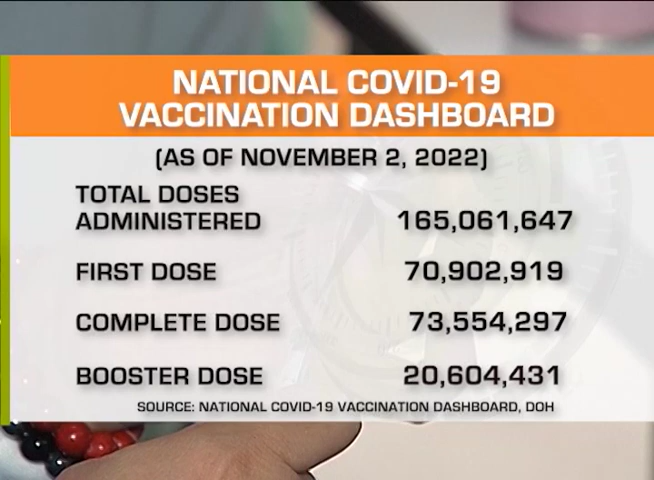 NATIONAL COVID-19
VACCINATION DASHBOARD
(AS OF NOVEMBER 2, 2022)
TOTAL DOSES
ADMINISTERED 165,061,647
FIRST DOSE 70,902,919
COMPLETE DOSE 73,554,297
BOOSTER DOSE 20,604,431
SOURCE: NATIONAL COVID-19 VACCINATION DASHBOARD, DOH